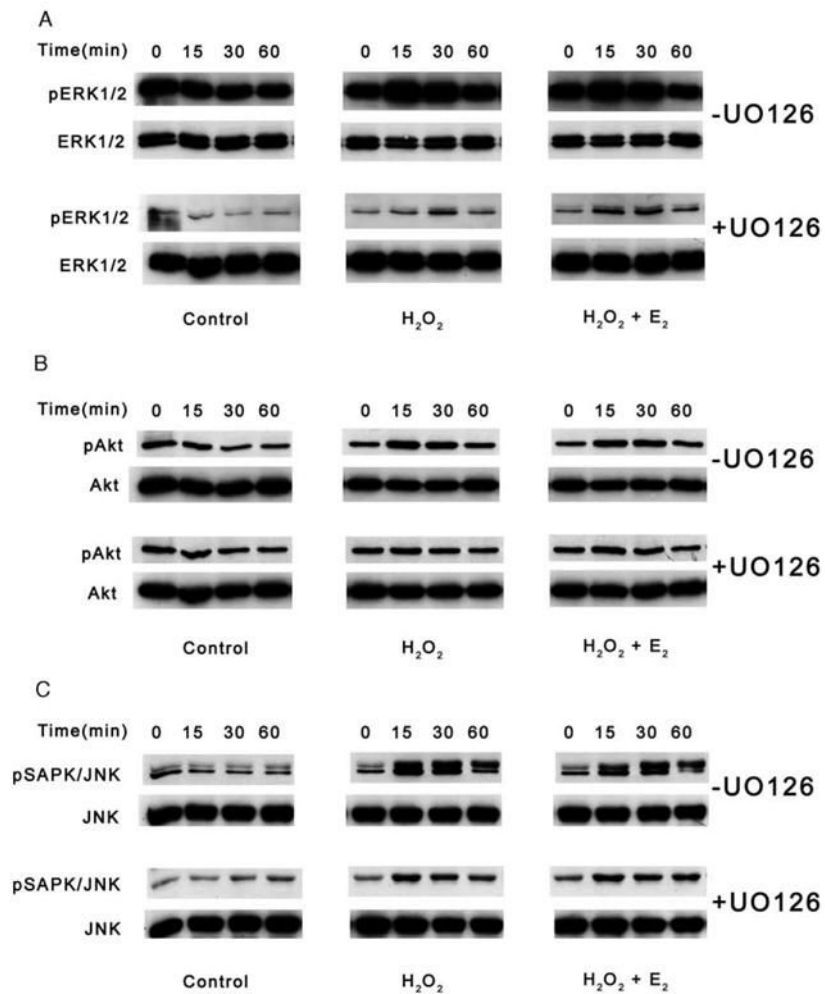 A
Time(min) 0 15 30 60 0 15 30 60 0 15 30 60
pERK1/2
-UO126
ERK1/2
pERK1/2
+UO126
ERK1/2
Control H₂O₂ H₂O₂ + E₂
B
Time(min) 0 15 30 60 0 15 30 60 0 15 30 60
pAkt
-UO126
Akt
pAkt
+UO126
Akt
Control H₂O₂ H₂O₂ + E₂
C
Time(min) 0 15 30 60 0 15 30 60 0 15 30 60
pSAPK/JNK
-UO126
JNK
pSAPK/JNK
+UO126
JNK
Control H₂O₂ H₂O₂ + E₂